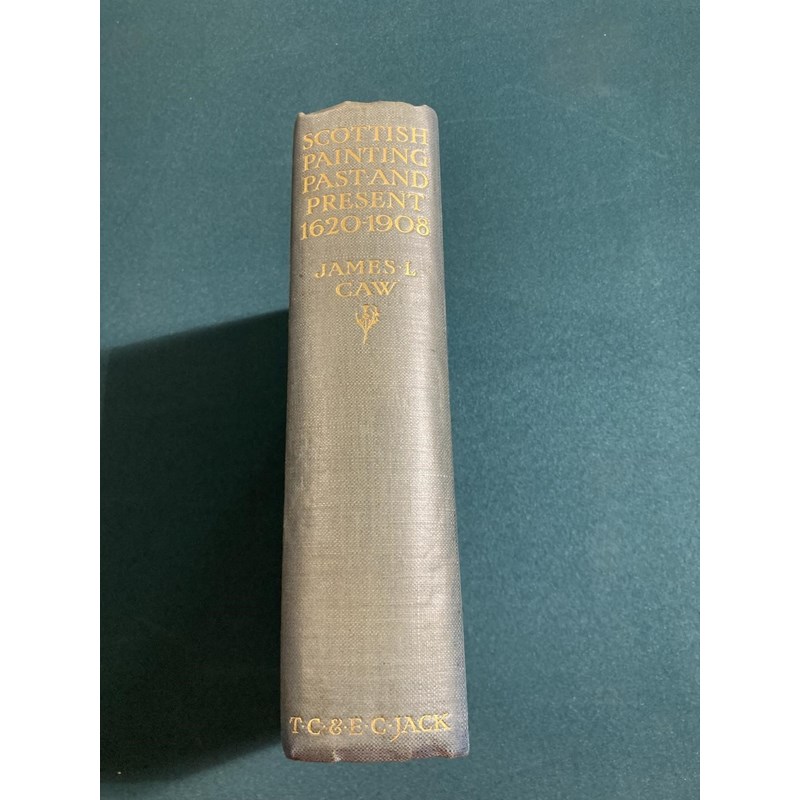 SCOTTISH
PAINTING
PAST·AND
PRESENT
1620-1908
JAMES·L·
CAW
T·C·&·E·C·JACK